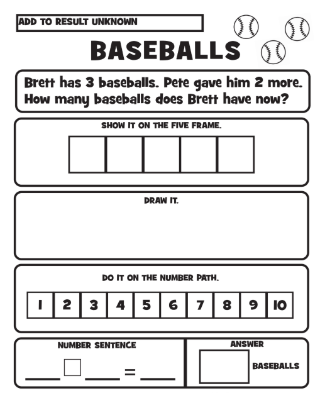 ADD TO RESULT UNKNOWN
BASEBALLS
Brett has 3 baseballs. Pete gave him 2 more.
How many baseballs does Brett have now?
SHOW IT ON THE FIVE FRAME.
DRAW IT.
DO IT ON THE NUMBER PATH.
1 2 3 4 5 6 7 8 9 10
NUMBER SENTENCE
=
ANSWER
BASEBALLS